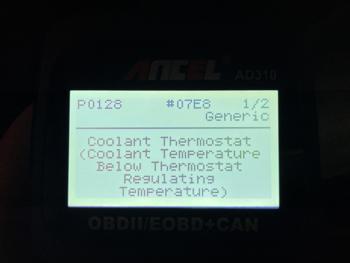 ANCEL
AD310
P0128 #07E8 1/2
Generic
Coolant Thermostat
(Coolant Temperature
Below Thermostat
Regulating
Temperature)
OBDII/EOBD+CAN